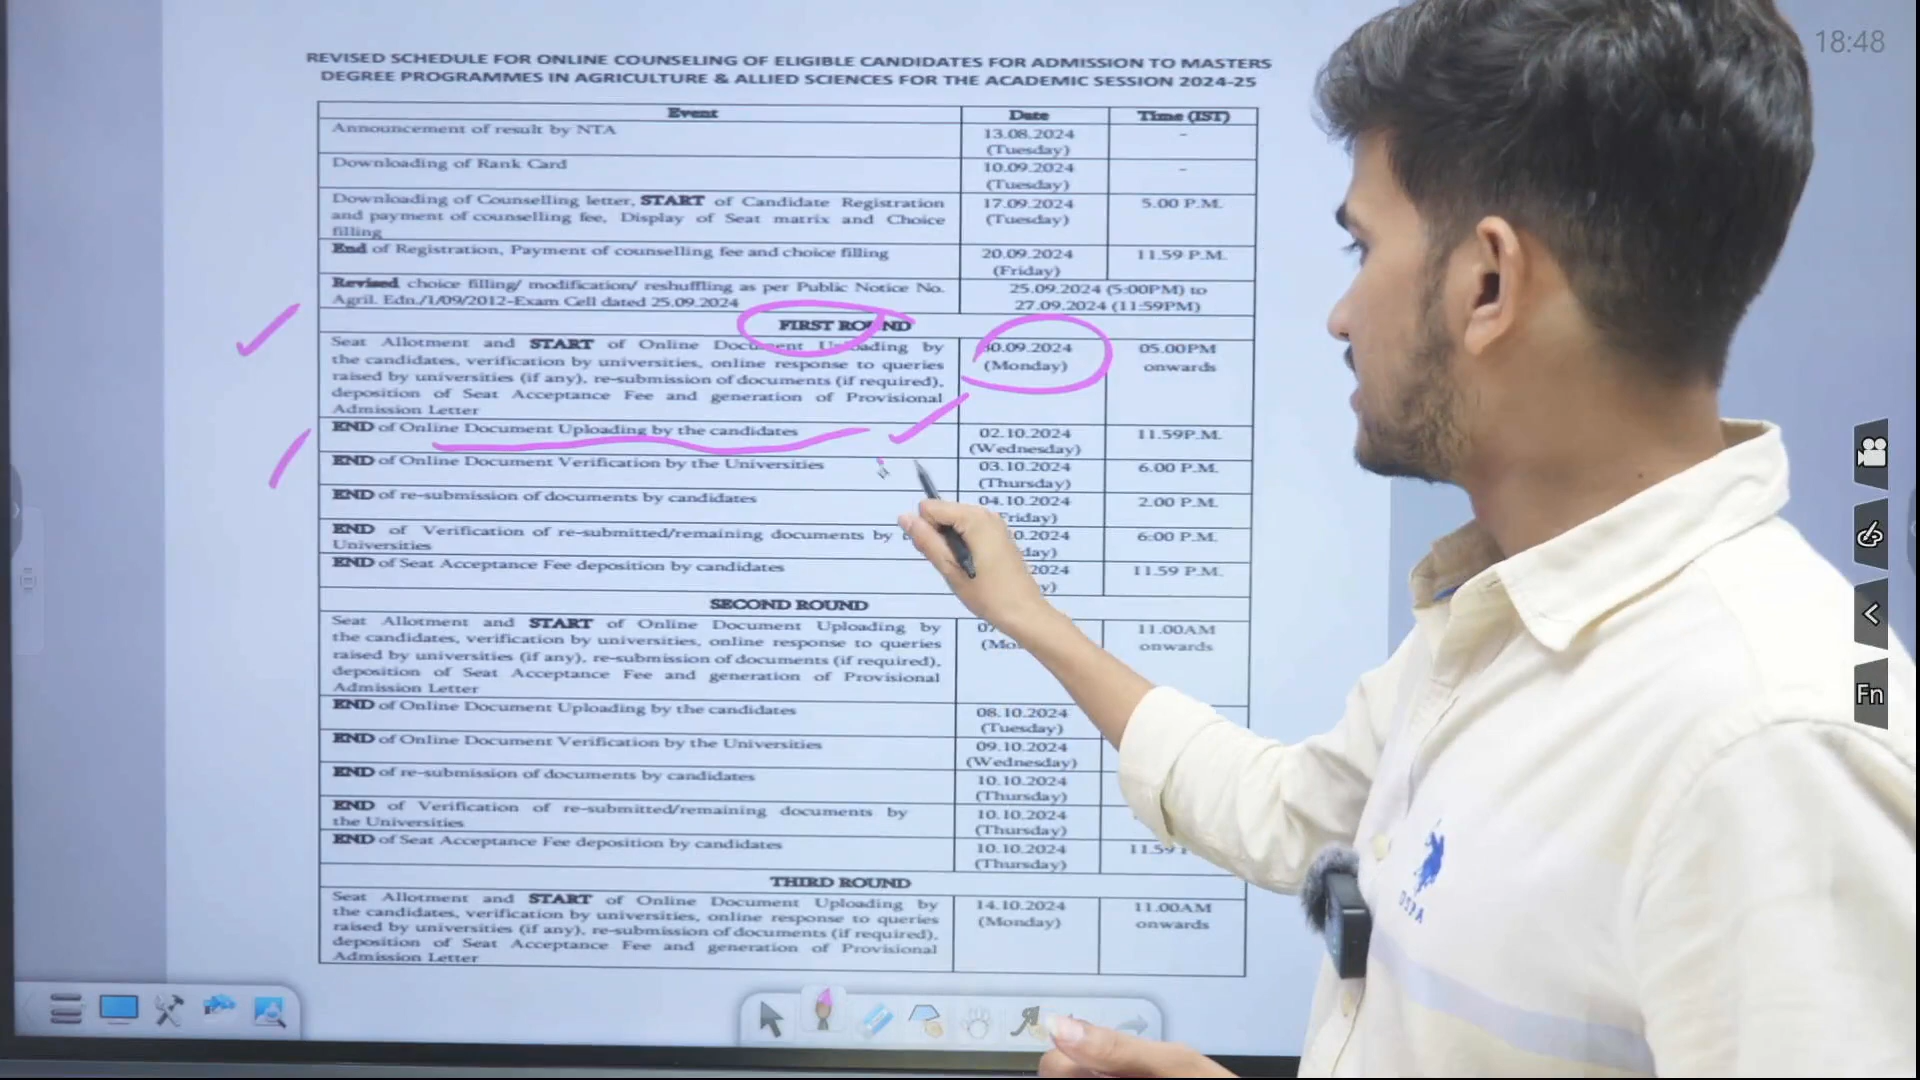 18:48
REVISED SCHEDULE FOR ONLINE COUNSELING OF ELIGIBLE CANDIDATES FOR ADMISSION TO MASTERS
DEGREE PROGRAMMES IN AGRICULTURE & ALLIED SCIENCES FOR THE ACADEMIC SESSION 2024-25
Event Date Time (IST)
Announcement of result by NTA 13.08.2024 -
(Tuesday)
Downloading of Rank Card 10.09.2024 -
(Tuesday)
Downloading of Counselling letter, START of Candidate Registration 17.09.2024 5.00 P.M.
and payment of counselling fee, Display of Seat matrix and Choice (Tuesday)
filling
End of Registration, Payment of counselling fee and choice filling 20.09.2024 11.59 P.M.
(Friday)
Revised choice filling/ modification/ reshuffling as per Public Notice No. 25.09.2024 (5:00PM) to
Agril. Edn./1/09/2012-Exam Cell dated 25.09.2024 27.09.2024 (11:59PM)
FIRST ROUND
Seat Allotment and START of Online Document Uploading by 30.09.2024 05.00PM
the candidates, verification by universities, online response to queries (Monday) onwards
raised by universities (if any), re-submission of documents (if required),
deposition of Seat Acceptance Fee and generation of Provisional
Admission Letter
END of Online Document Uploading by the candidates 02.10.2024 11.59P.M.
(Wednesday)
END of Online Document Verification by the Universities 03.10.2024 6.00 P.M.
(Thursday)
END of re-submission of documents by candidates 04.10.2024 2.00 P.M.
END of Verification of re-submitted/remaining documents by 6:00 P.M.
Universities
END of Seat Acceptance Fee deposition by candidates 11.59 P.M.
SECOND ROUND
Seat Allotment and START of Online Document Uploading by 11.00AM
the candidates, verification by universities, online response to queries onwards
raised by universities (if any), re-submission of documents (if required),
deposition of Seat Acceptance Fee and generation of Provisional
Admission Letter
END of Online Document Uploading by the candidates 08.10.2024
(Tuesday)
END of Online Document Verification by the Universities 09.10.2024
(Wednesday)
END of re-submission of documents by candidates 10.10.2024
(Thursday)
END of Verification of re-submitted/remaining documents by 10.10.2024
the Universities (Thursday)
END of Seat Acceptance Fee deposition by candidates 10.10.2024 11.59
(Thursday)
THIRD ROUND
Seat Allotment and START of Online Document Uploading by 14.10.2024 11.00AM
the candidates, verification by universities, online response to queries (Monday) onwards
raised by universities (if any), re-submission of documents (if required),
deposition of Seat Acceptance Fee and generation of Provisional
Admission Letter
Fn